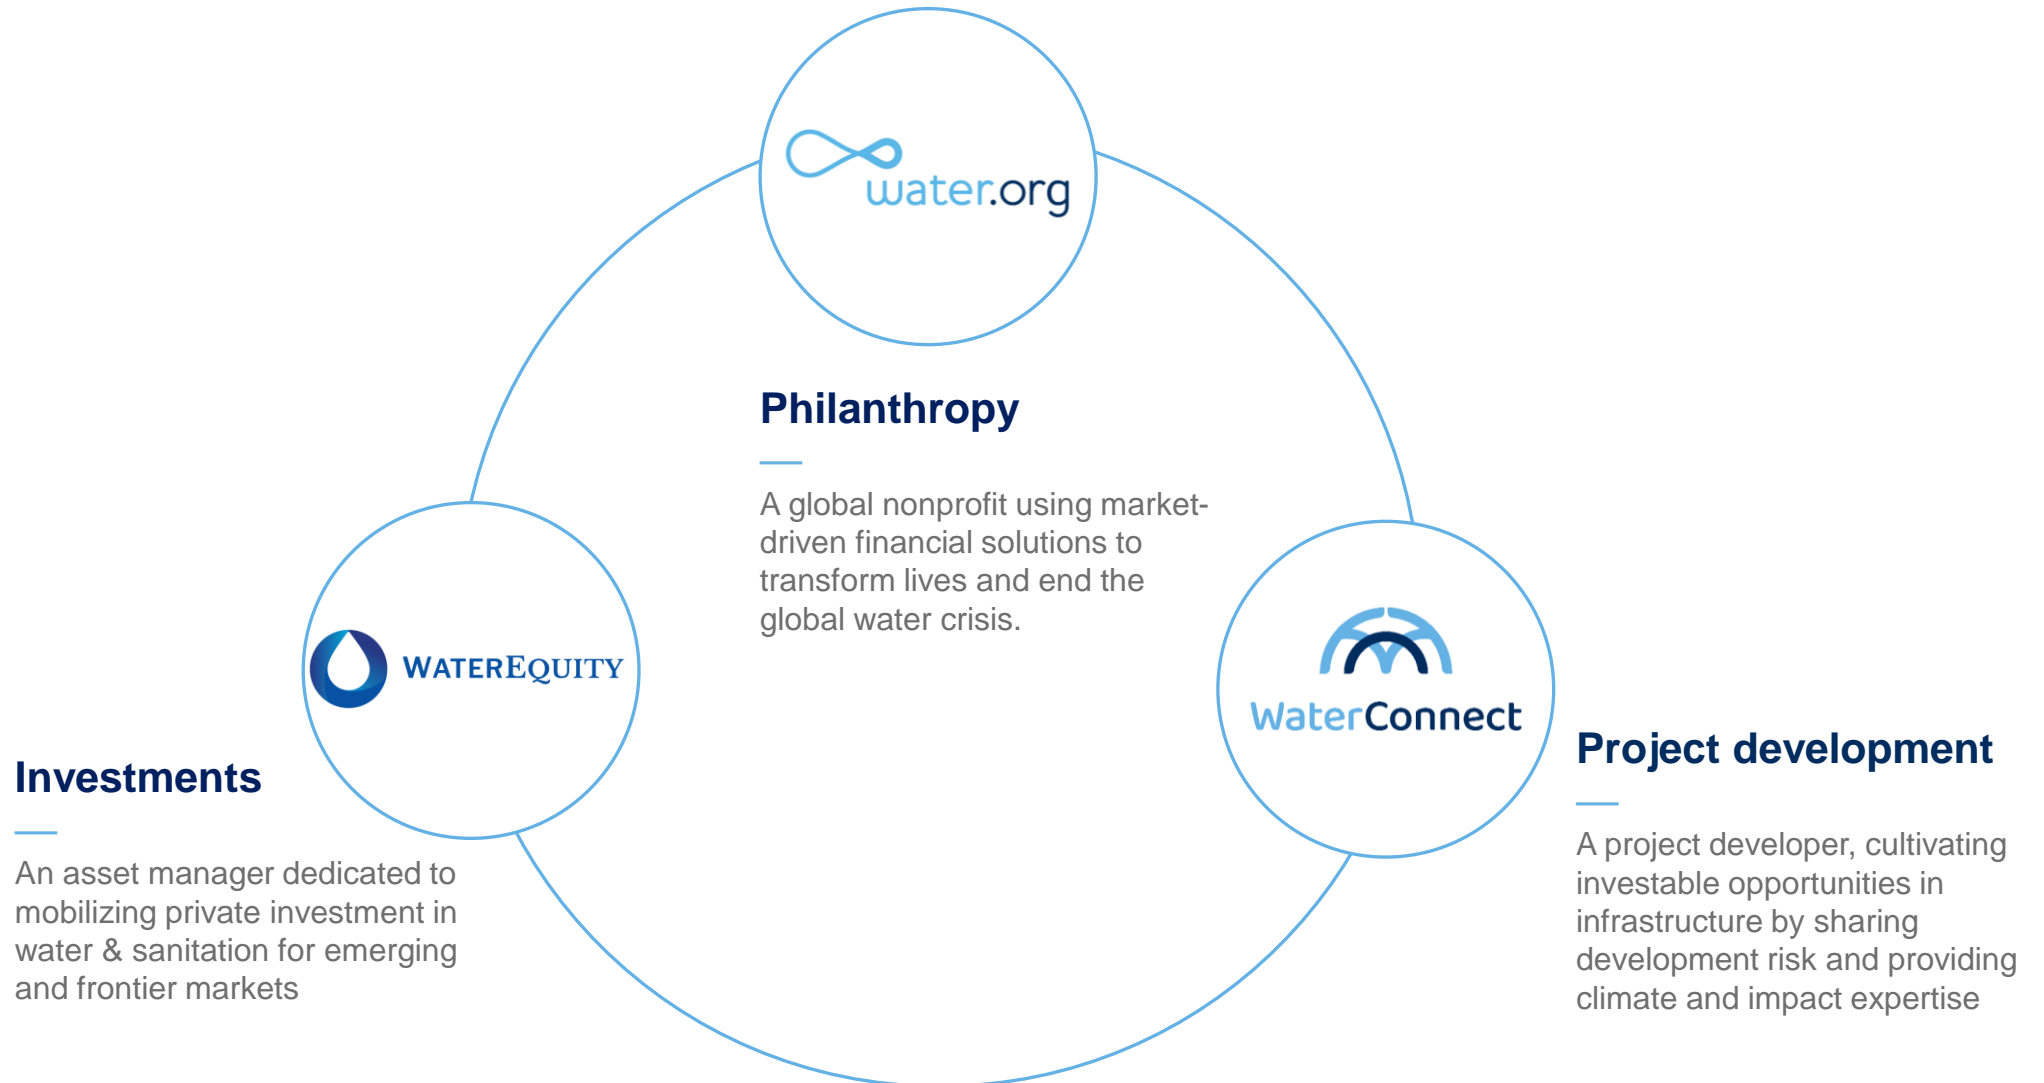 water.org
Philanthropy
A global nonprofit using market-
driven financial solutions to
transform lives and end the
global water crisis.
WATEREQUITY
Investments
An asset manager dedicated to
mobilizing private investment in
water & sanitation for emerging
and frontier markets
WaterConnect
Project development
A project developer, cultivating
investable opportunities in
infrastructure by sharing
development risk and providing
climate and impact expertise